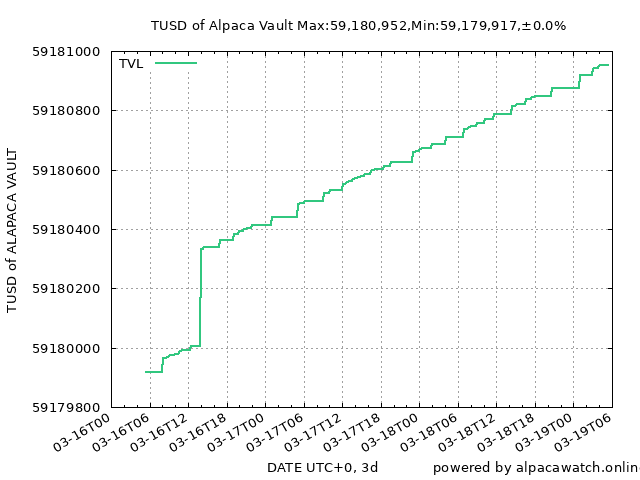 TUSD of Alpaca Vault Max:59,180,952,Min:59,179,917,±0.0%
TVL
59181000
59180800
59180600
59180400
59180200
59180000
59179800
TUSD of ALAPACA VAULT
03-16T00
03-16T06
03-16T12
03-16T18
03-17T00
03-17T06
03-17T12
03-17T18
03-18T00
03-18T06
03-18T12
03-18T18
03-19T00
03-19T06
DATE UTC+0, 3d
powered by alpacawatch.onlin